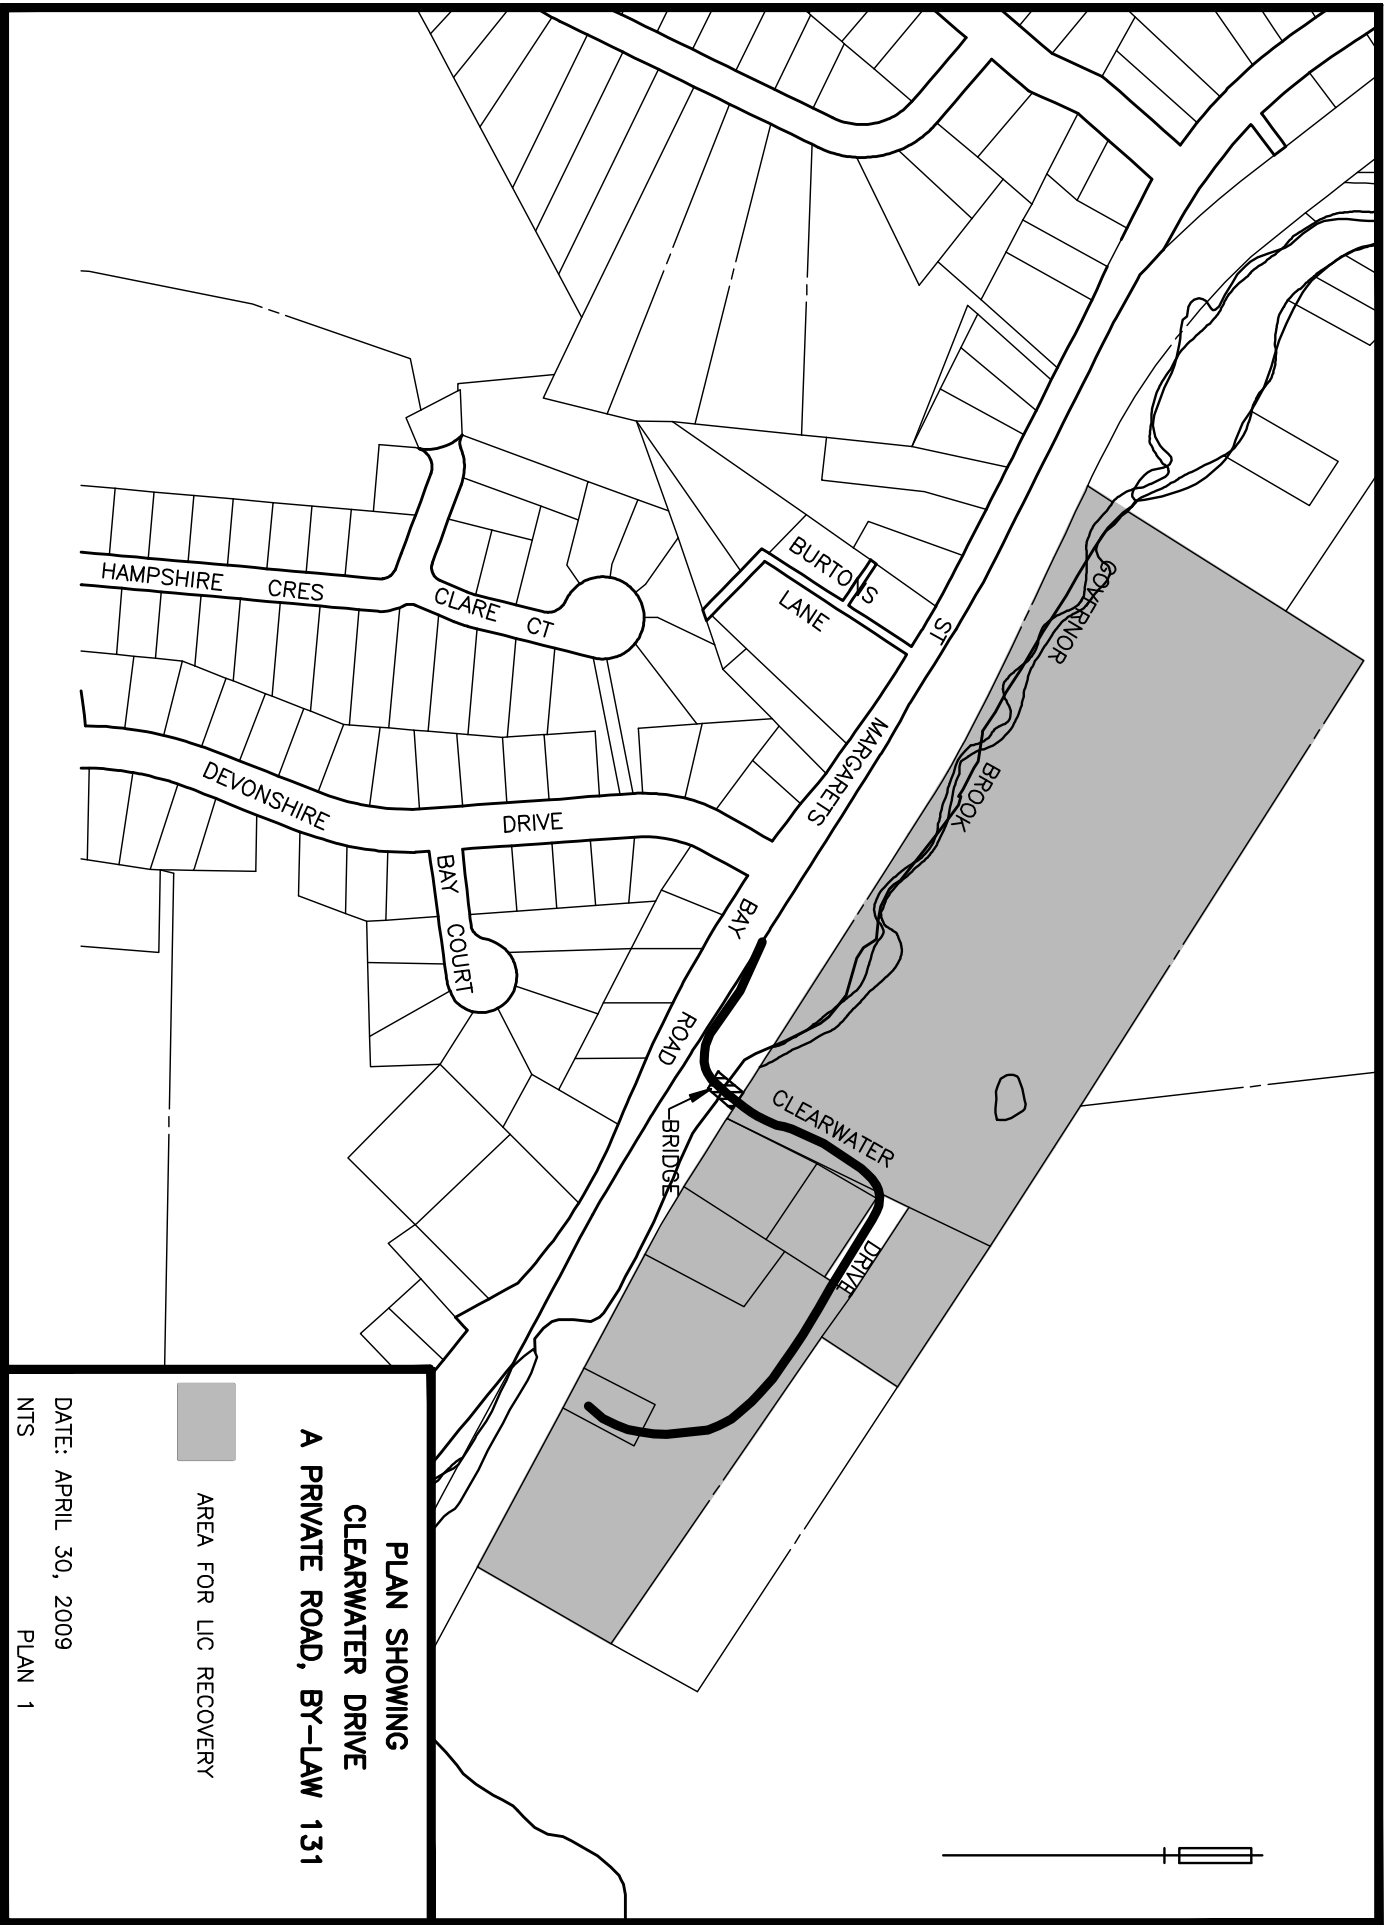 GOVERNOR
BROOK
BURTONS
LANE
ST
MARGARETS
BAY
ROAD
HAMPSHIRE CRES
CLARE CT
DEVONSHIRE
DRIVE
BAY COURT
CLEARWATER
DRIVE
BRIDGE
PLAN SHOWING
CLEARWATER DRIVE
A PRIVATE ROAD, BY-LAW 131
AREA FOR LIC RECOVERY
DATE: APRIL 30, 2009
NTS PLAN 1